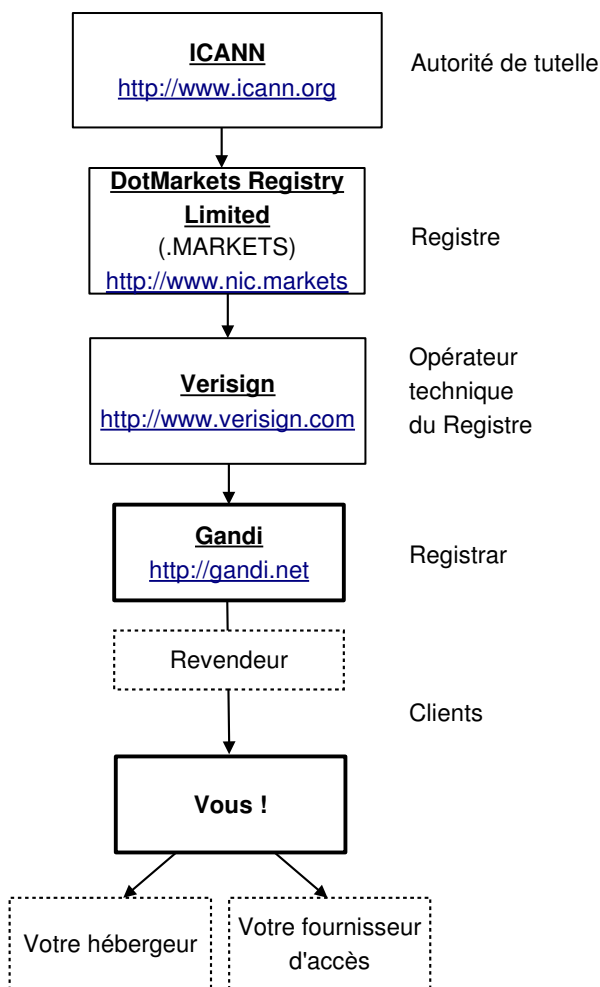 ICANN
http://www.icann.org
Autorité de tutelle
DotMarkets Registry
Limited
(.MARKETS)
http://www.nic.markets
Registre
Verisign
http://www.verisign.com
Opérateur
technique
du Registre
Gandi
http://gandi.net
Registrar
Revendeur
Clients
Vous !
Votre hébergeur
Votre fournisseur
d'accès